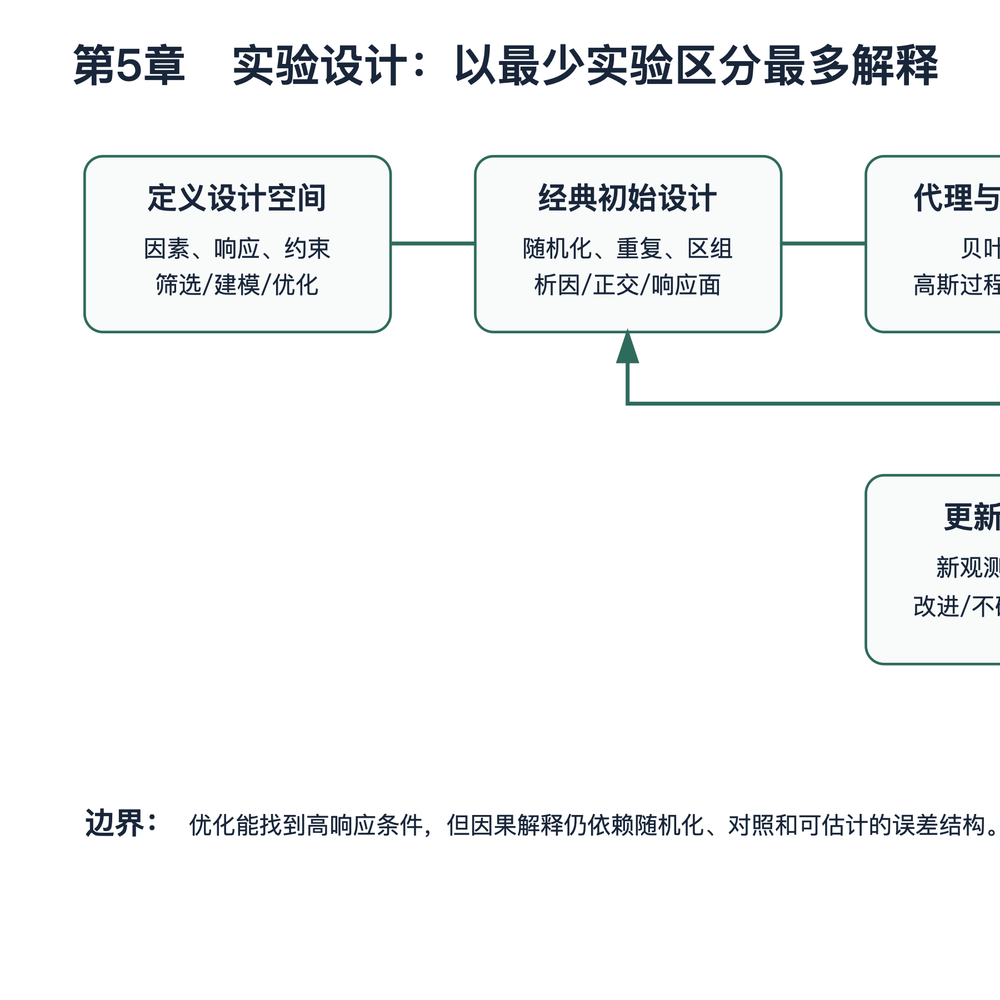 第5章　实验设计：以最少实验区分最多解释
定义设计空间
因素、响应、约束
筛选/建模/优化
经典初始设计
随机化、重复、区组
析因/正交/响应面
代理与
贝叶
高斯过程
更新
新观测
改进/不
边界： 优化能找到高响应条件，但因果解释仍依赖随机化、对照和可估计的误差结构。